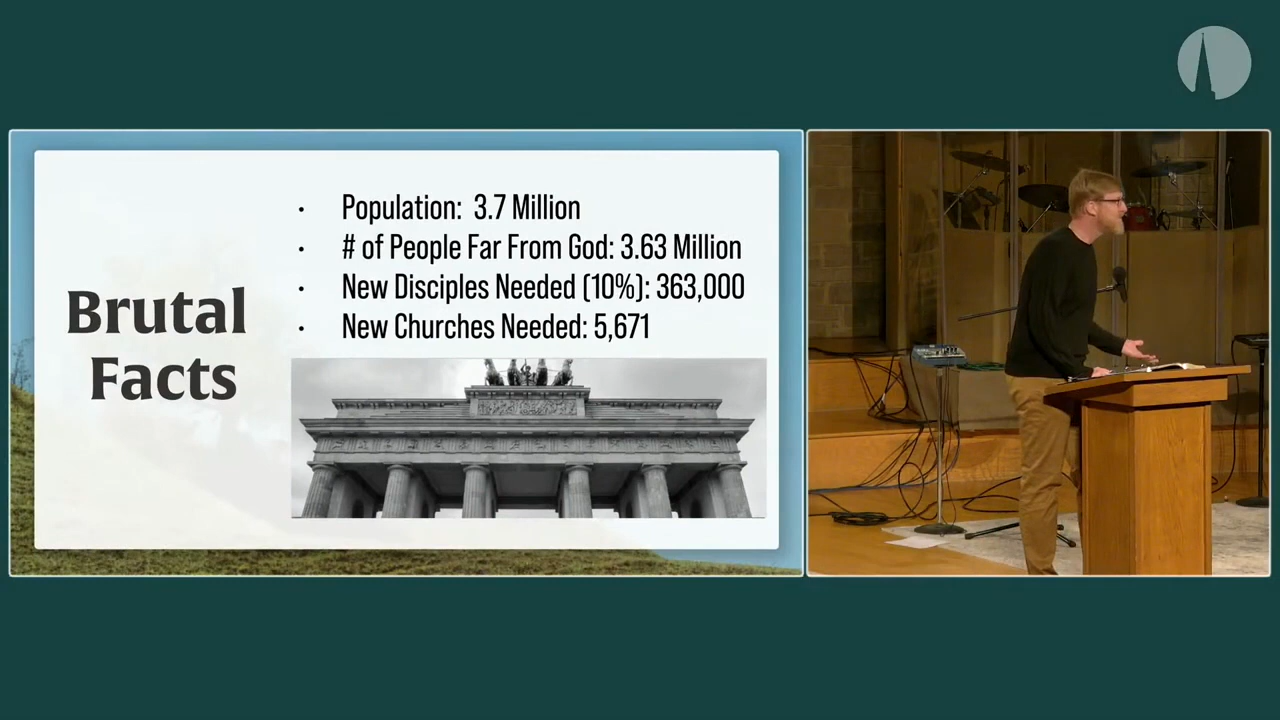 Brutal
Facts
· Population: 3.7 Million
· # of People Far From God: 3.63 Million
· New Disciples Needed (10%): 363,000
· New Churches Needed: 5,671